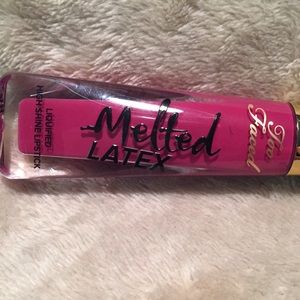 Melted
LATEX
LIQUIFIED
HIGH SHINE LIPSTICK
Too
Faced